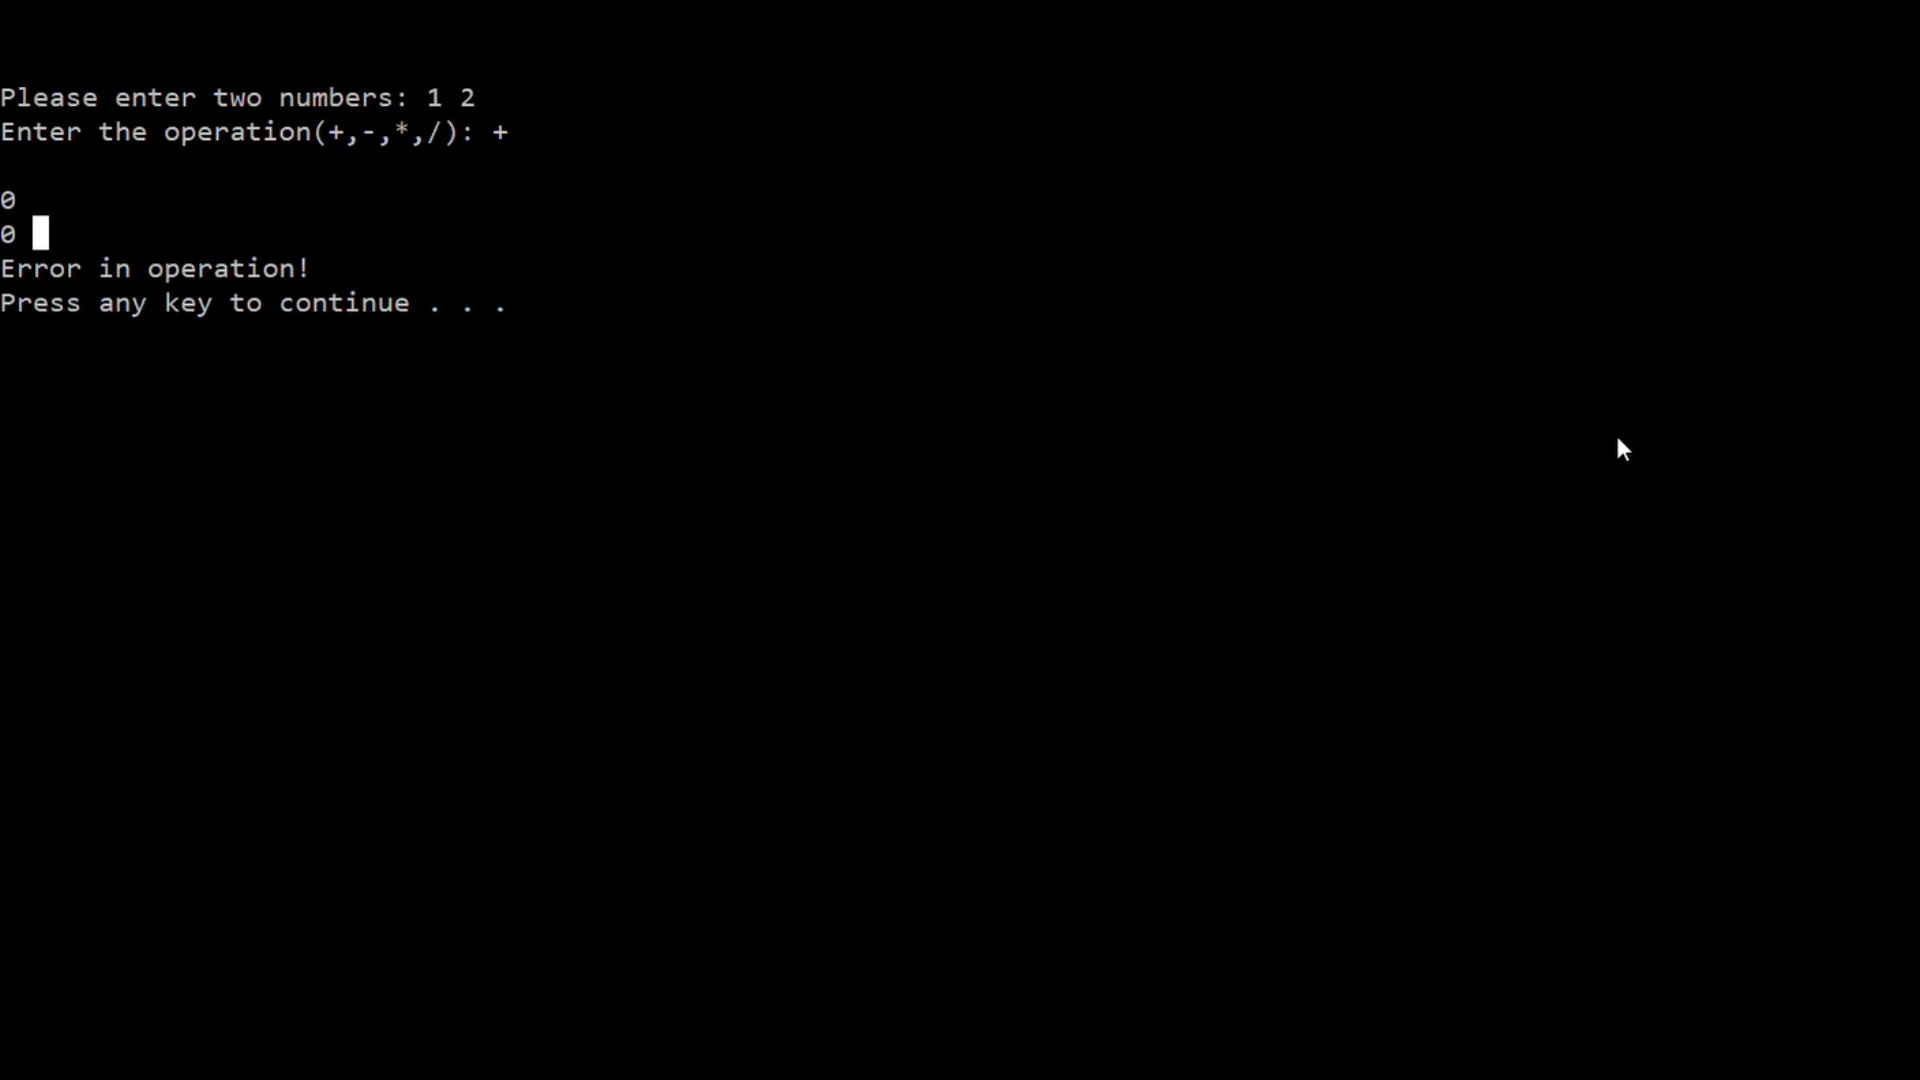 Please enter two numbers: 1 2
Enter the operation(+,-,*,/): +
0
0
Error in operation!
Press any key to continue . . .